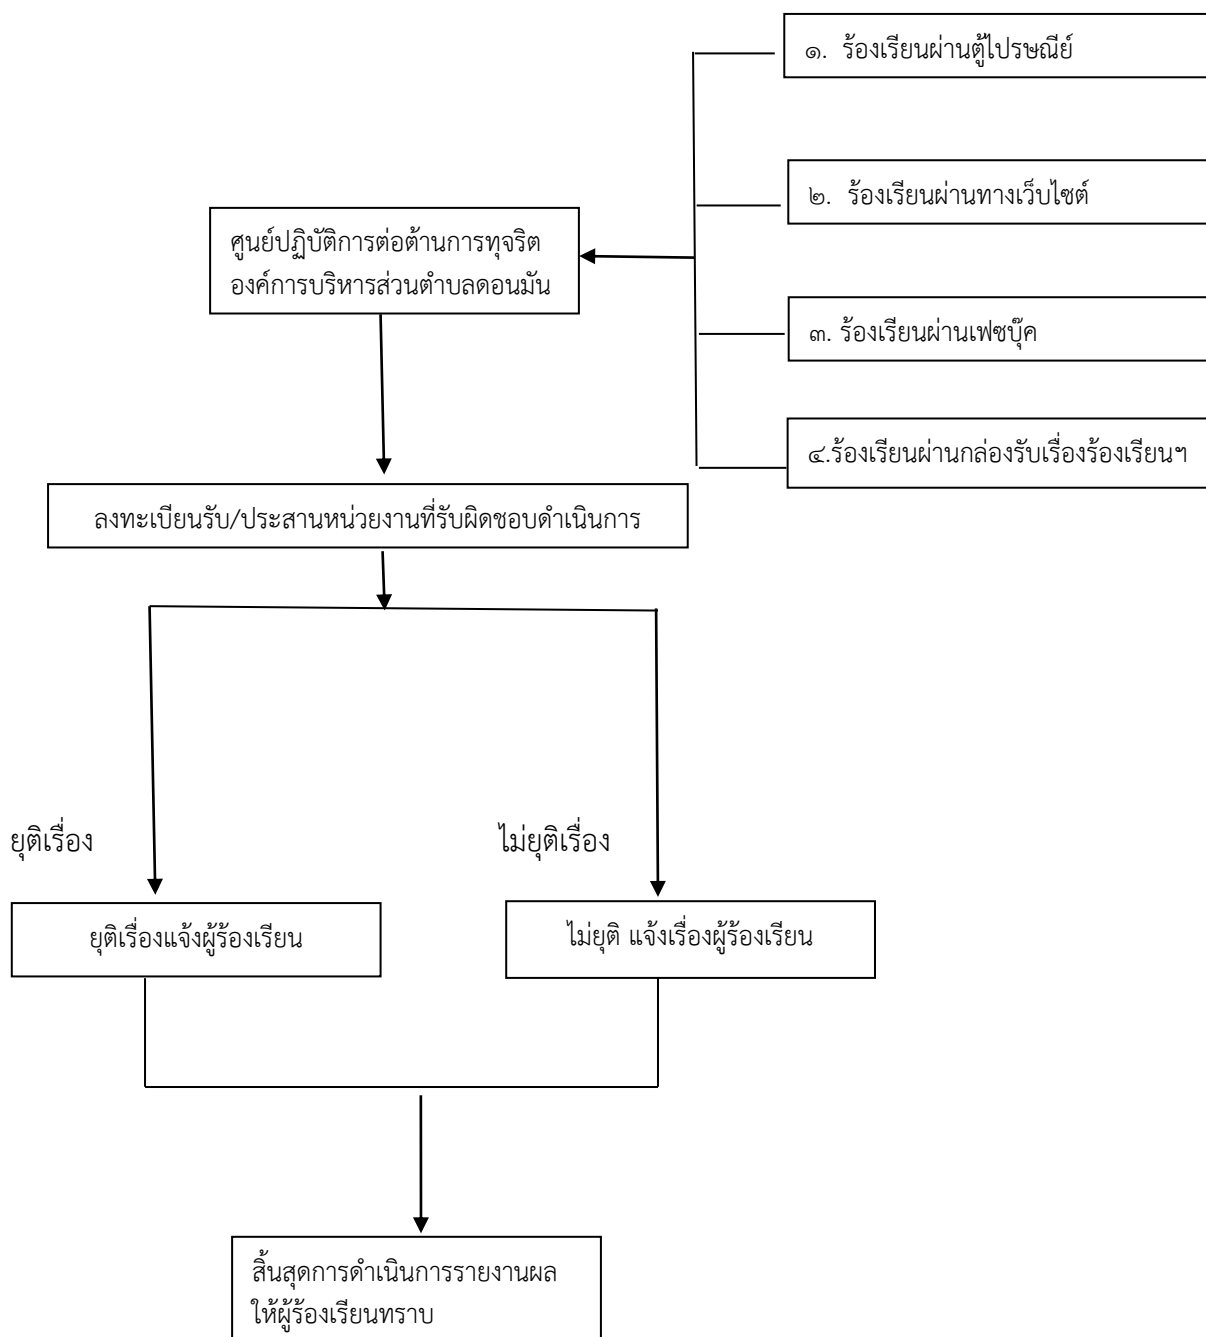 ๑. ร้องเรียนผ่านตู้ไปรษณีย์
๒. ร้องเรียนผ่านทางเว็บไซต์
ศูนย์ปฏิบัติการต่อต้านการทุจริต
องค์การบริหารส่วนตำบลดอนมัน
๓. ร้องเรียนผ่านเฟซบุ๊ค
๔.ร้องเรียนผ่านกล่องรับเรื่องร้องเรียนฯ
ลงทะเบียนรับ/ประสานหน่วยงานที่รับผิดชอบดำเนินการ
ยุติเรื่อง
ไม่ยุติเรื่อง
ยุติเรื่องแจ้งผู้ร้องเรียน
ไม่ยุติ แจ้งเรื่องผู้ร้องเรียน
สิ้นสุดการดำเนินการรายงานผล
ให้ผู้ร้องเรียนทราบ